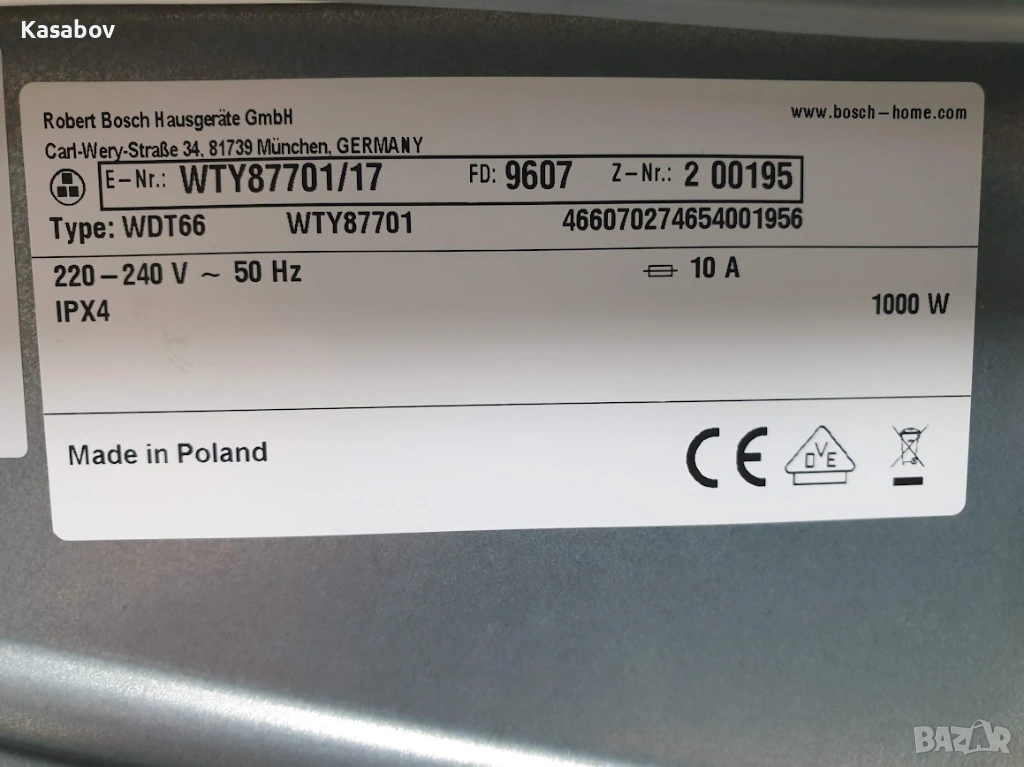 Kasabov
Robert Bosch Hausgeräte GmbH
www.bosch-home.com
Carl-Wery-Straße 34, 81739 München, GERMANY
E-Nr.: WTY87701/17 FD: 9607 Z-Nr.: 2 00195
Type: WDT66 WTY87701 466070274654001956
220-240 V ~ 50 Hz 10 A
IPX4 1000 W
Made in Poland CE DVE
BAZAR